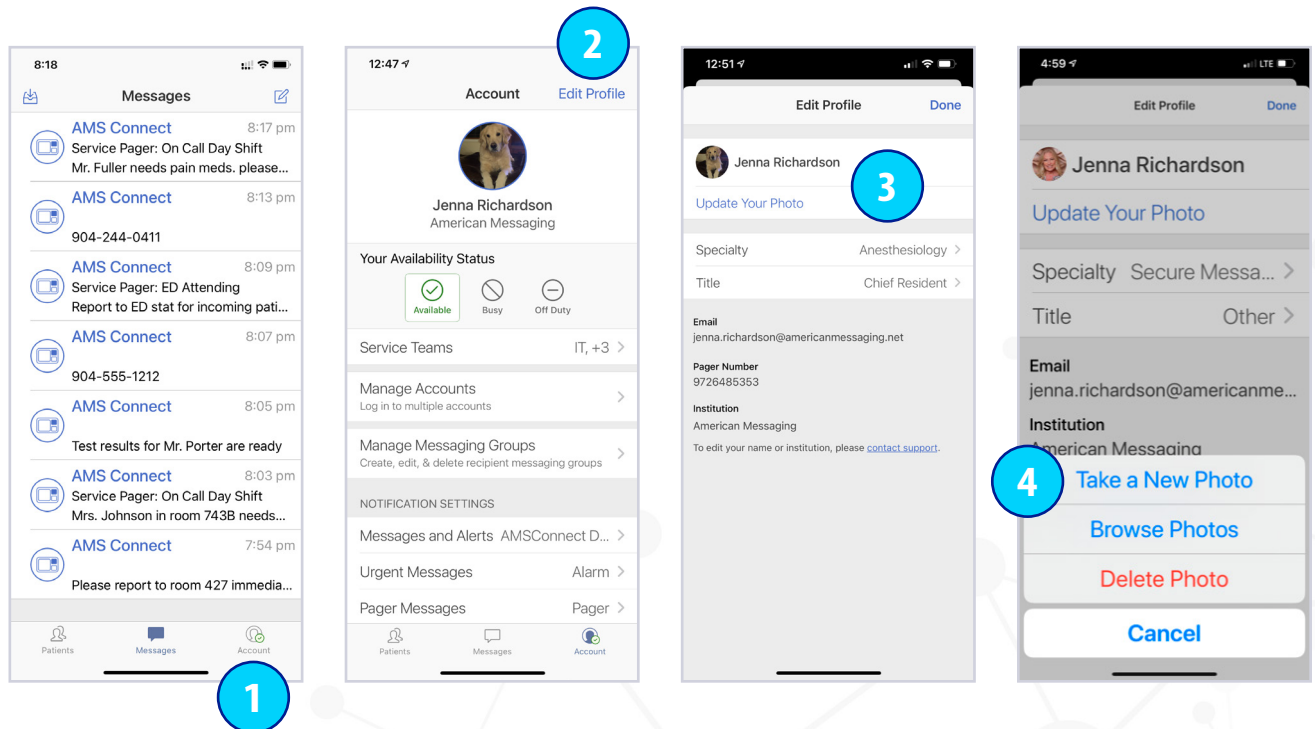 8:18
Messages
AMS Connect 8:17 pm
Service Pager: On Call Day Shift
Mr. Fuller needs pain meds. please...
AMS Connect 8:13 pm
904-244-0411
AMS Connect 8:09 pm
Service Pager: ED Attending
Report to ED stat for incoming pati...
AMS Connect 8:07 pm
904-555-1212
AMS Connect 8:05 pm
Test results for Mr. Porter are ready
AMS Connect 8:03 pm
Service Pager: On Call Day Shift
Mrs. Johnson in room 743B needs...
AMS Connect 7:54 pm
Please report to room 427 immedia...
Patients Messages Account
1
2
12:47
Account Edit Profile
Jenna Richardson
American Messaging
Your Availability Status
Available Busy Off Duty
Service Teams IT, +3
Manage Accounts
Log in to multiple accounts
Manage Messaging Groups
Create, edit, & delete recipient messaging groups
NOTIFICATION SETTINGS
Messages and Alerts AMSConnect D...
Urgent Messages Alarm
Pager Messages Pager
Patients Messages Account
12:51
Edit Profile Done
Jenna Richardson
3
Update Your Photo
Specialty Anesthesiology
Title Chief Resident
Email
jenna.richardson@americanmessaging.net
Pager Number
9726485353
Institution
American Messaging
To edit your name or institution, please contact support.
4:59 LTE
Edit Profile Done
Jenna Richardson
Update Your Photo
Specialty Secure Messa...
Title Other
Email
jenna.richardson@americanme...
Institution
American Messaging
4
Take a New Photo
Browse Photos
Delete Photo
Cancel